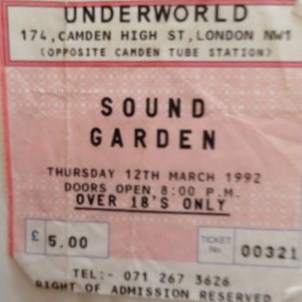 UNDERWORLD
174, CAMDEN HIGH ST, LONDON NW1
(OPPOSITE CAMDEN TUBE STATION)
SOUND
GARDEN
THURSDAY 12TH MARCH 1992
DOORS OPEN 8:00 P.M.
OVER 18'S ONLY
£ 5.00
TICKET No. 00321
TEL:- 071 267 3626
RIGHT OF ADMISSION RESERVED